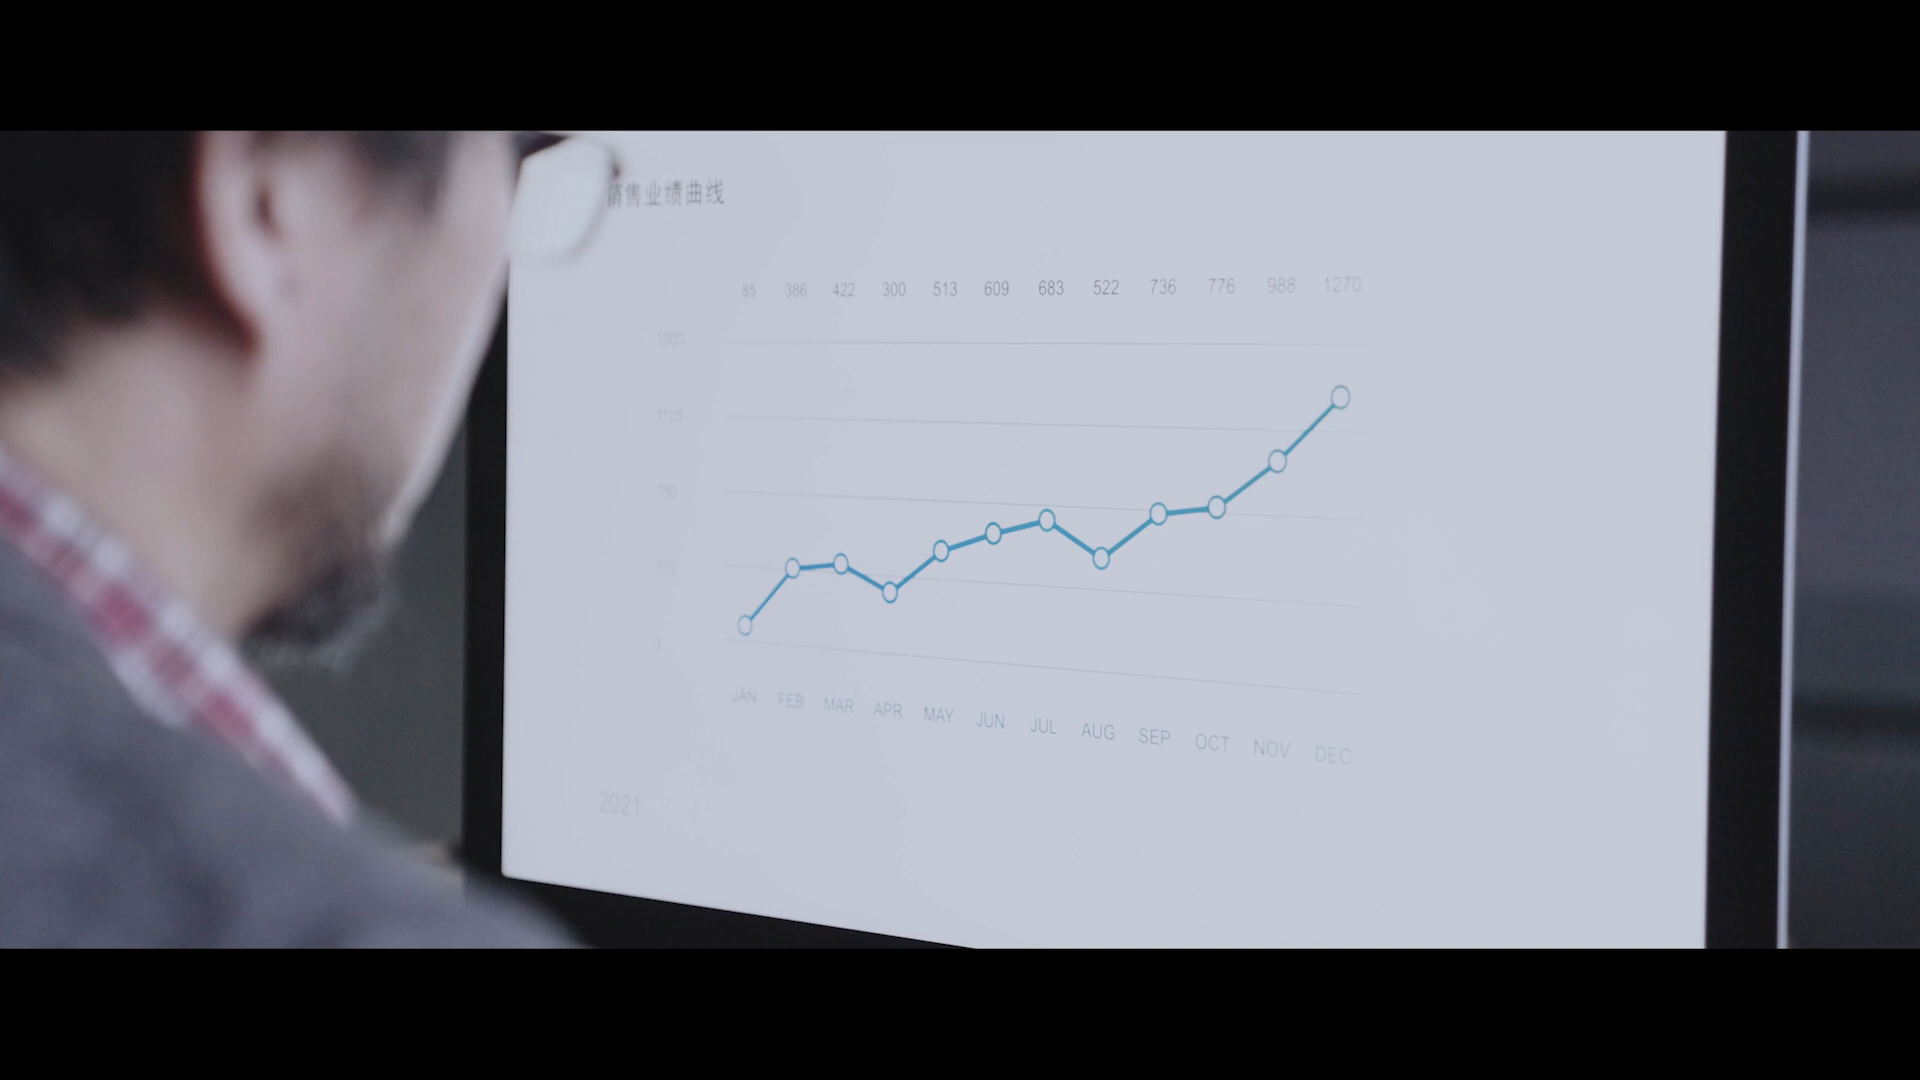 销售业绩曲线
85 386 422 300 513 609 683 522 736 776 988 1270
1500
1125
750
375
0
JAN FEB MAR APR MAY JUN JUL AUG SEP OCT NOV DEC
2021